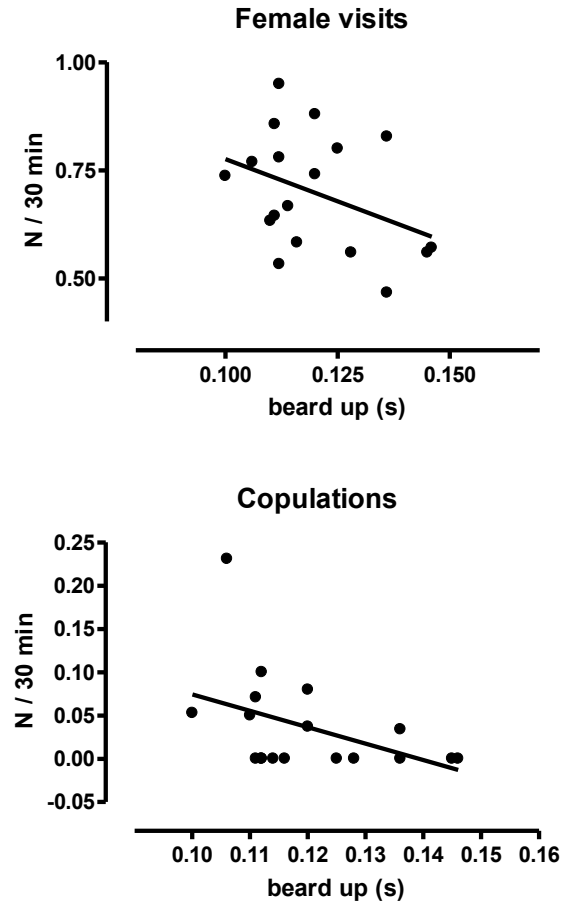 Female visits
1.00
0.75
0.50
N / 30 min
0.100 0.125 0.150
beard up (s)
Copulations
0.25
0.20
0.15
0.10
0.05
0.00
-0.05
N / 30 min
0.10 0.11 0.12 0.13 0.14 0.15 0.16
beard up (s)